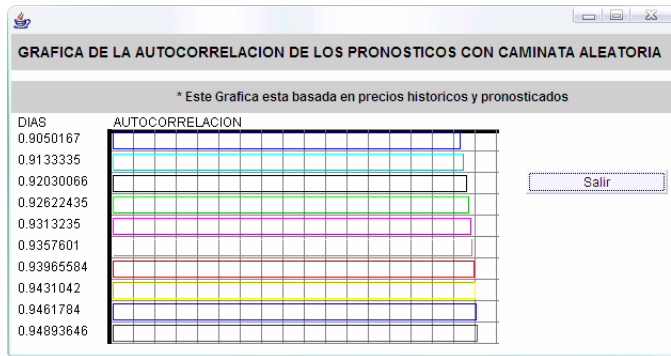 GRAFICA DE LA AUTOCORRELACION DE LOS PRONOSTICOS CON CAMINATA ALEATORIA
* Este Grafica esta basada en precios historicos y pronosticados
DIAS AUTOCORRELACION
0.9050167
0.9133335
0.92030066
Salir
0.92622435
0.9313235
0.9357601
0.93965584
0.9431042
0.9461784
0.94893646